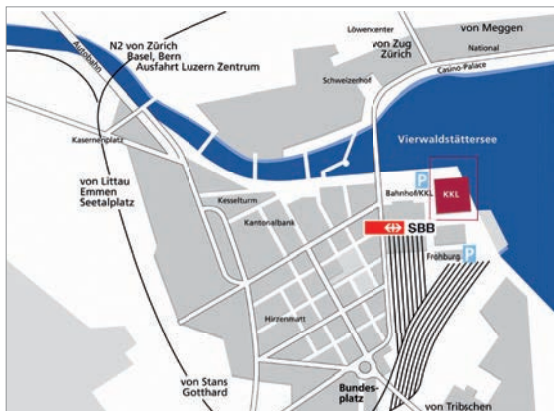 von Meggen
Löwencenter
von Zug
Zürich
National
N2 von Zürich
Basel, Bern
Ausfahrt Luzern Zentrum
Autobahn
Schweizerhof
Casino-Palace
Kasernenplatz
Vierwaldstättersee
von Littau
Emmen
Seetalplatz
Kesselturm
P
Bahnhof/KKL
KKL
Kantonalbank
SBB
Frohburg
P
Hirzenmatt
von Stans
Gotthard
Bundes-
platz
von Tribschen